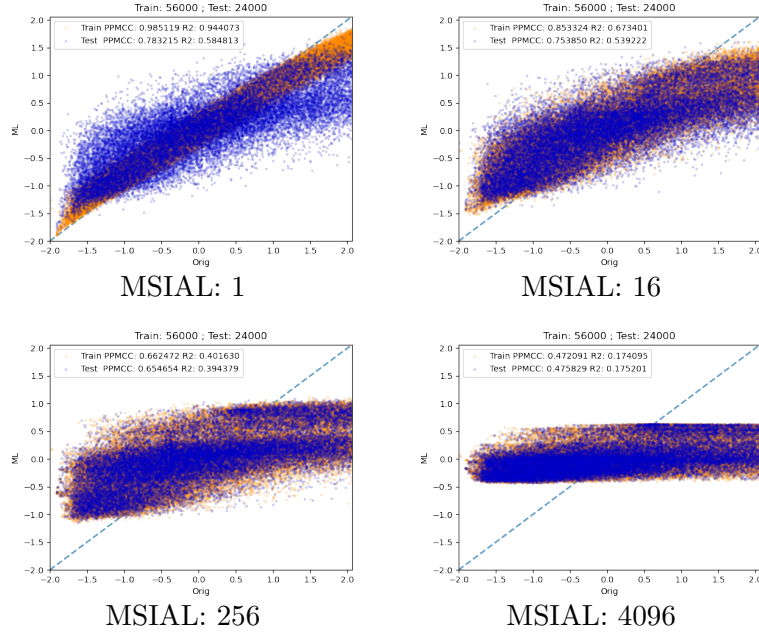 Train: 56000 ; Test: 24000
Train PPMCC: 0.985119 R2: 0.944073
Test PPMCC: 0.783215 R2: 0.584813
2.0
1.5
1.0
0.5
0.0
−0.5
−1.0
−1.5
−2.0
ML
−2.0 −1.5 −1.0 −0.5 0.0 0.5 1.0 1.5 2.0
Orig
MSIAL: 1
Train: 56000 ; Test: 24000
Train PPMCC: 0.853324 R2: 0.673401
Test PPMCC: 0.753850 R2: 0.539222
2.0
1.5
1.0
0.5
0.0
−0.5
−1.0
−1.5
−2.0
ML
−2.0 −1.5 −1.0 −0.5 0.0 0.5 1.0 1.5 2.0
Orig
MSIAL: 16
Train: 56000 ; Test: 24000
Train PPMCC: 0.662472 R2: 0.401630
Test PPMCC: 0.654654 R2: 0.394379
2.0
1.5
1.0
0.5
0.0
−0.5
−1.0
−1.5
−2.0
ML
−2.0 −1.5 −1.0 −0.5 0.0 0.5 1.0 1.5 2.0
Orig
MSIAL: 256
Train: 56000 ; Test: 24000
Train PPMCC: 0.472091 R2: 0.174095
Test PPMCC: 0.475829 R2: 0.175201
2.0
1.5
1.0
0.5
0.0
−0.5
−1.0
−1.5
−2.0
ML
−2.0 −1.5 −1.0 −0.5 0.0 0.5 1.0 1.5 2.0
Orig
MSIAL: 4096